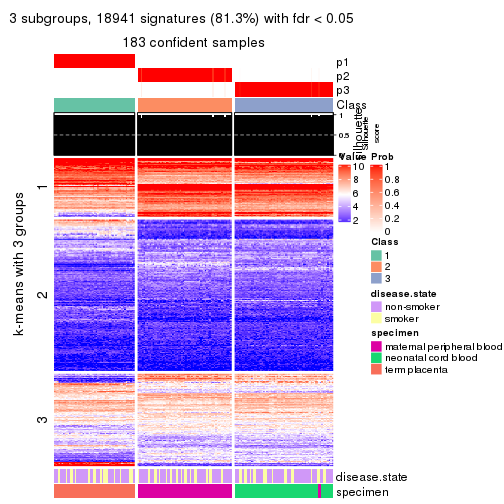 3 subgroups, 18941 signatures (81.3%) with fdr < 0.05
183 confident samples
p1
p2
p3
Class
1
0.5
Silhouette
score
silhouette
Value
10
8
6
4
2
Prob
1
0.8
0.6
0.4
0.2
0
Class
1
2
3
disease.state
non-smoker
smoker
specimen
maternal peripheral blood
neonatal cord blood
term placenta
k-means with 3 groups
1
2
3
disease.state
specimen